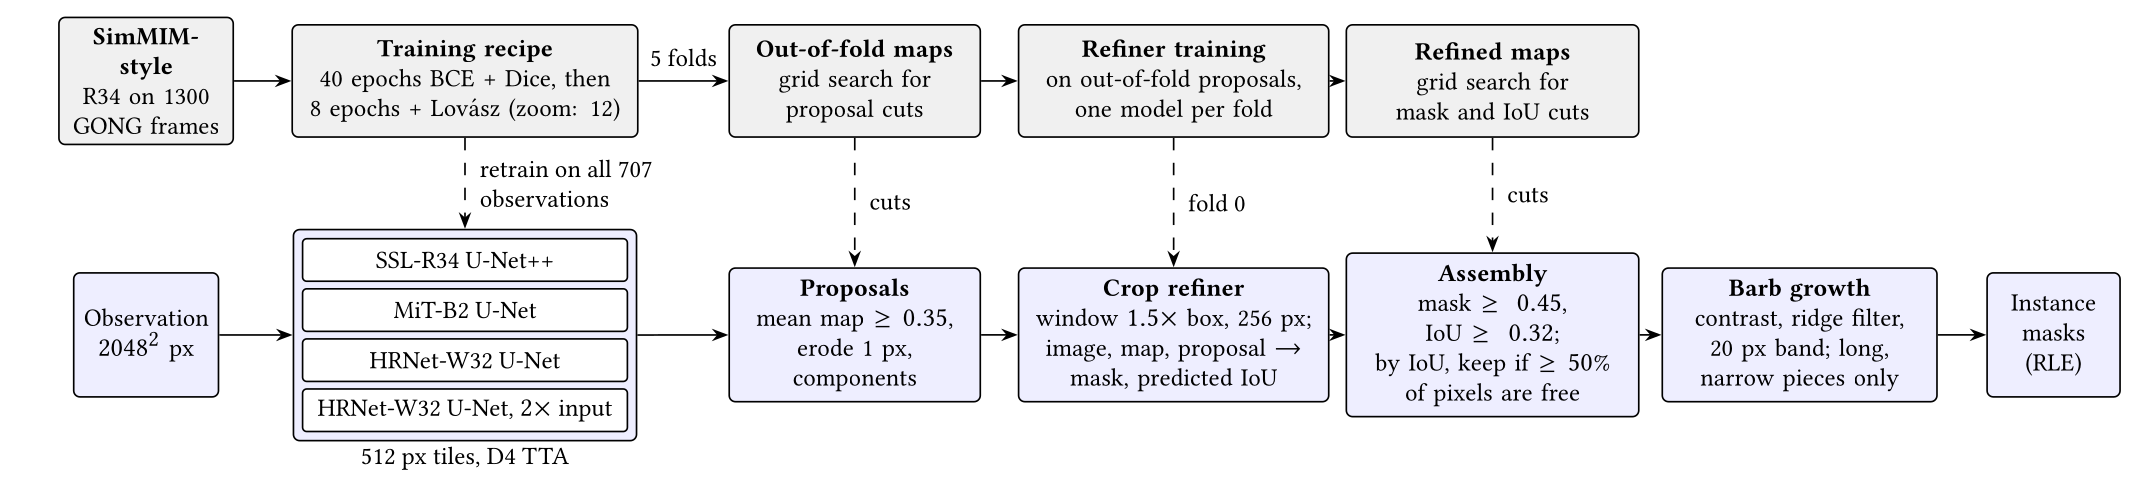 SimMIM-
style
R34 on 1300
GONG frames
Training recipe
40 epochs BCE + Dice, then
8 epochs + Lovász (zoom: 12)
5 folds
Out-of-fold maps
grid search for
proposal cuts
Refiner training
on out-of-fold proposals,
one model per fold
Refined maps
grid search for
mask and IoU cuts
retrain on all 707
observations
cuts
fold 0
cuts
Observation
2048² px
SSL-R34 U-Net++
MiT-B2 U-Net
HRNet-W32 U-Net
HRNet-W32 U-Net, 2× input
512 px tiles, D4 TTA
Proposals
mean map ≥ 0.35,
erode 1 px,
components
Crop refiner
window 1.5× box, 256 px;
image, map, proposal →
mask, predicted IoU
Assembly
mask ≥ 0.45,
IoU ≥ 0.32;
by IoU, keep if ≥ 50%
of pixels are free
Barb growth
contrast, ridge filter,
20 px band; long,
narrow pieces only
Instance
masks
(RLE)